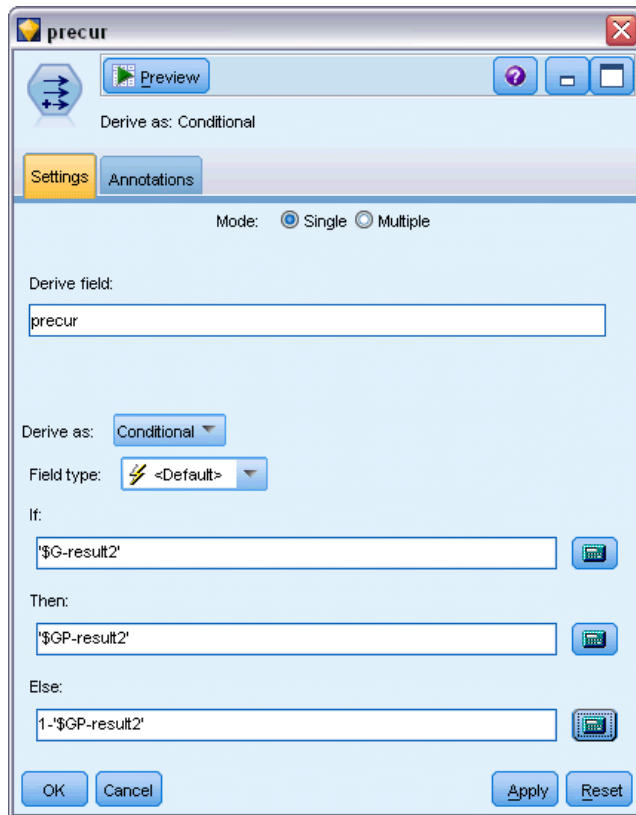 precur
Preview
Derive as: Conditional
Settings Annotations
Mode: Single Multiple
Derive field:
precur
Derive as: Conditional
Field type: <Default>
If:
'$G-result2'
Then:
'$GP-result2'
Else:
1-'$GP-result2'
OK Cancel Apply Reset